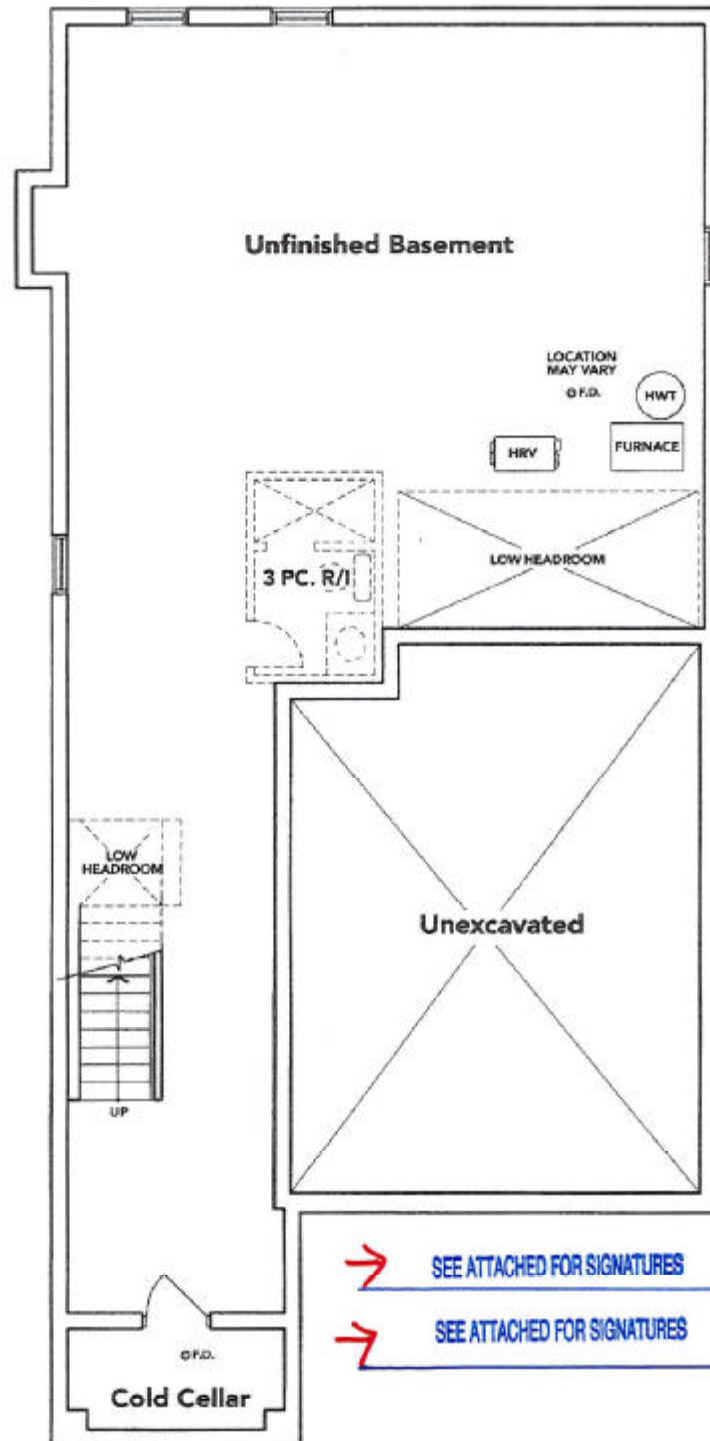 Unfinished Basement
LOCATION
MAY VARY
F.D.
HWT
HRV
FURNACE
3 PC. R/I
LOW HEADROOM
LOW
HEADROOM
Unexcavated
UP
SEE ATTACHED FOR SIGNATURES
SEE ATTACHED FOR SIGNATURES
F.D.
Cold Cellar